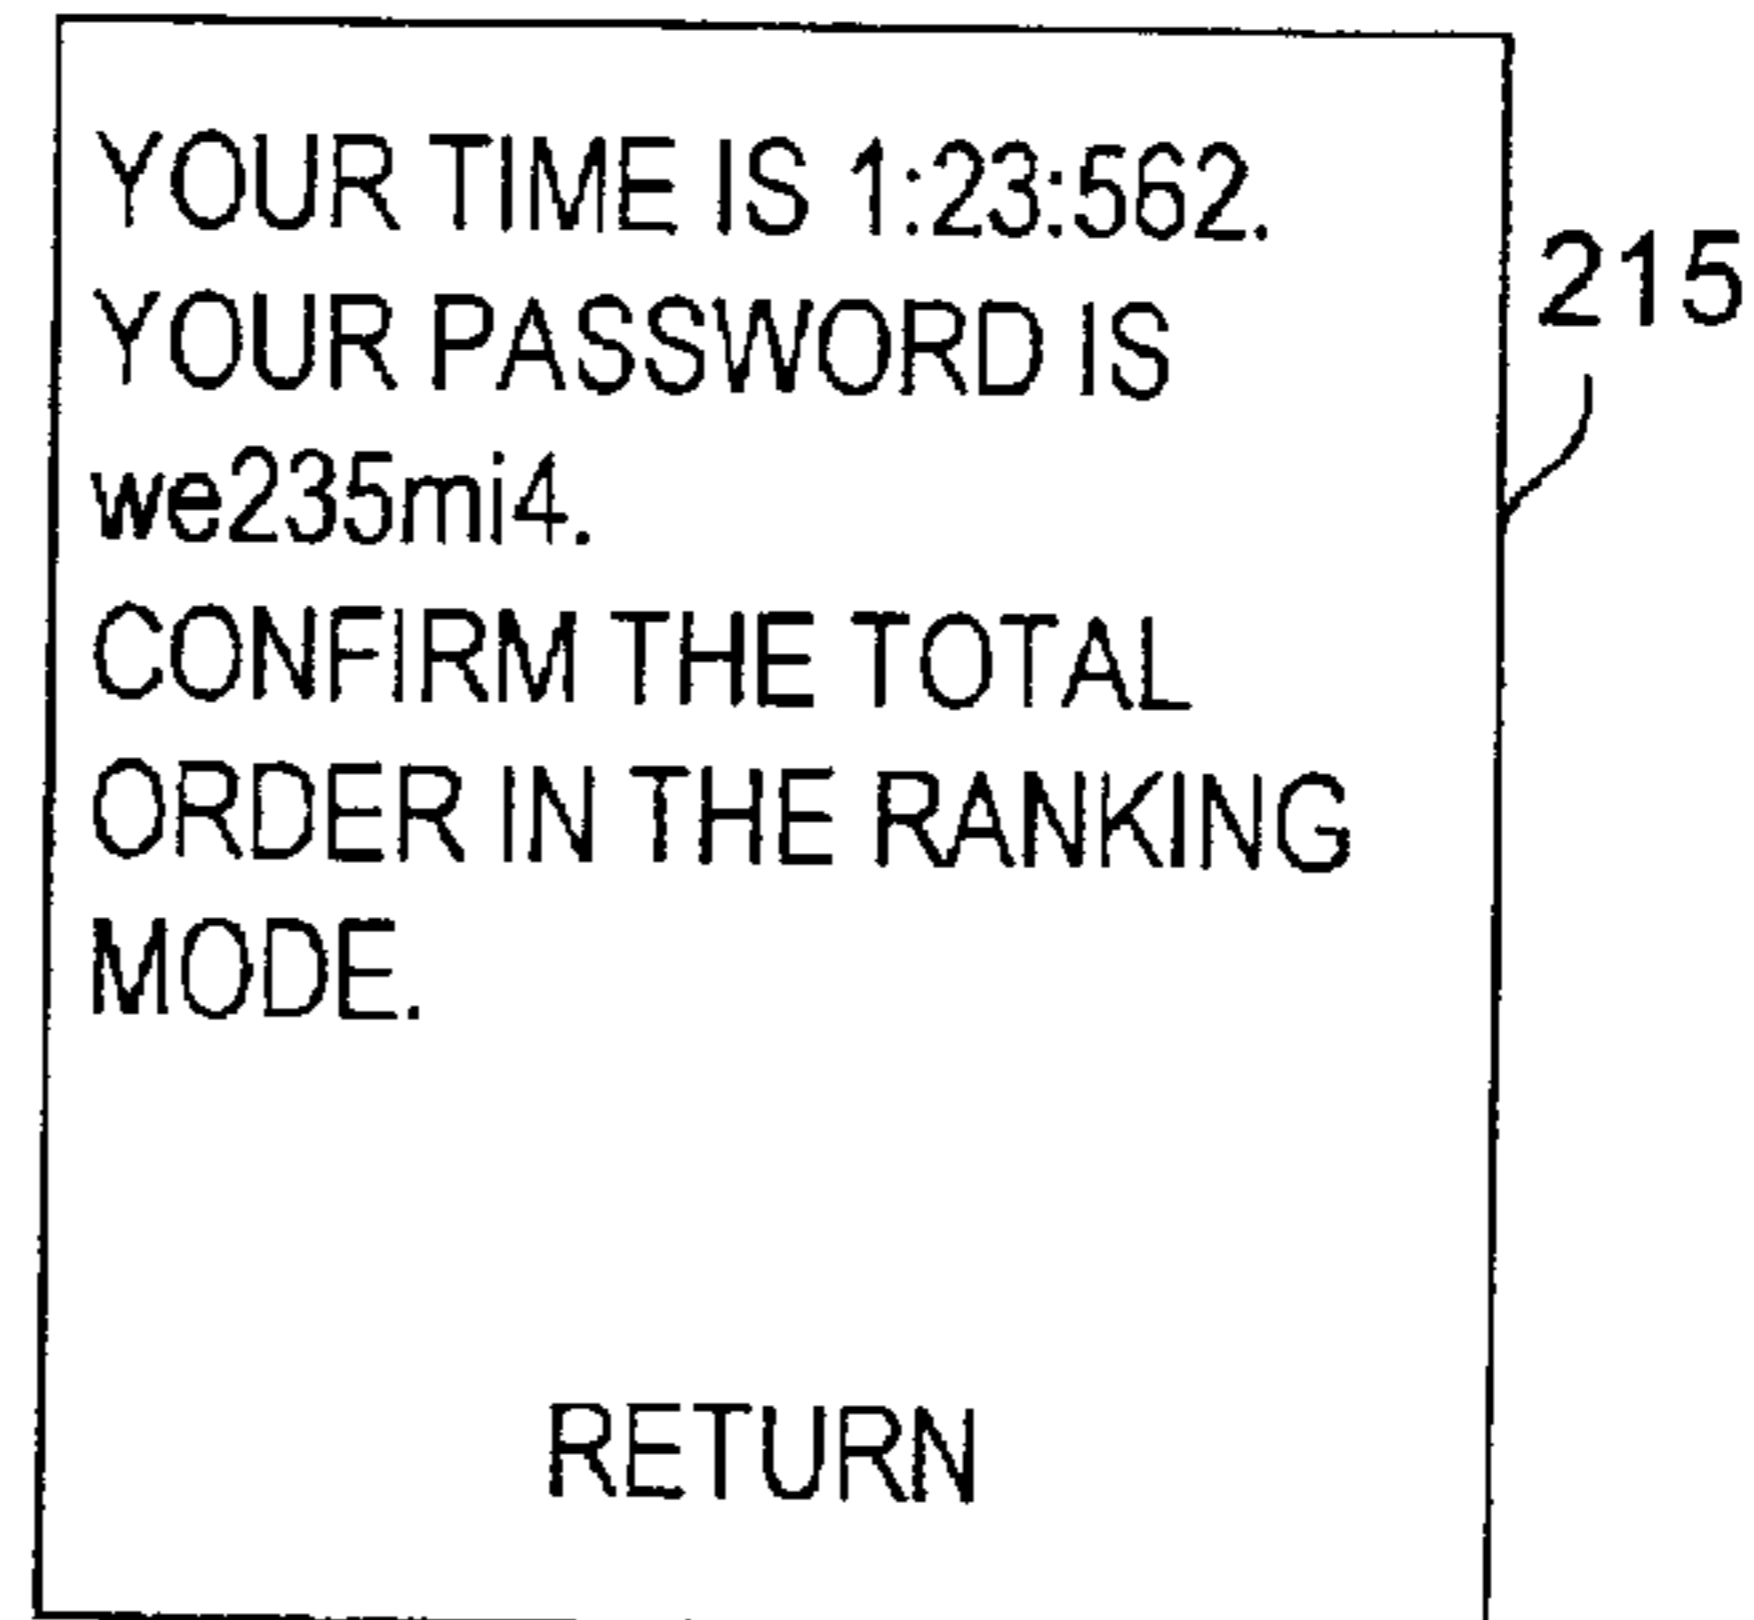 YOUR TIME IS 1:23:562.
YOUR PASSWORD IS
we235mi4.
CONFIRM THE TOTAL
ORDER IN THE RANKING
MODE.
RETURN
215